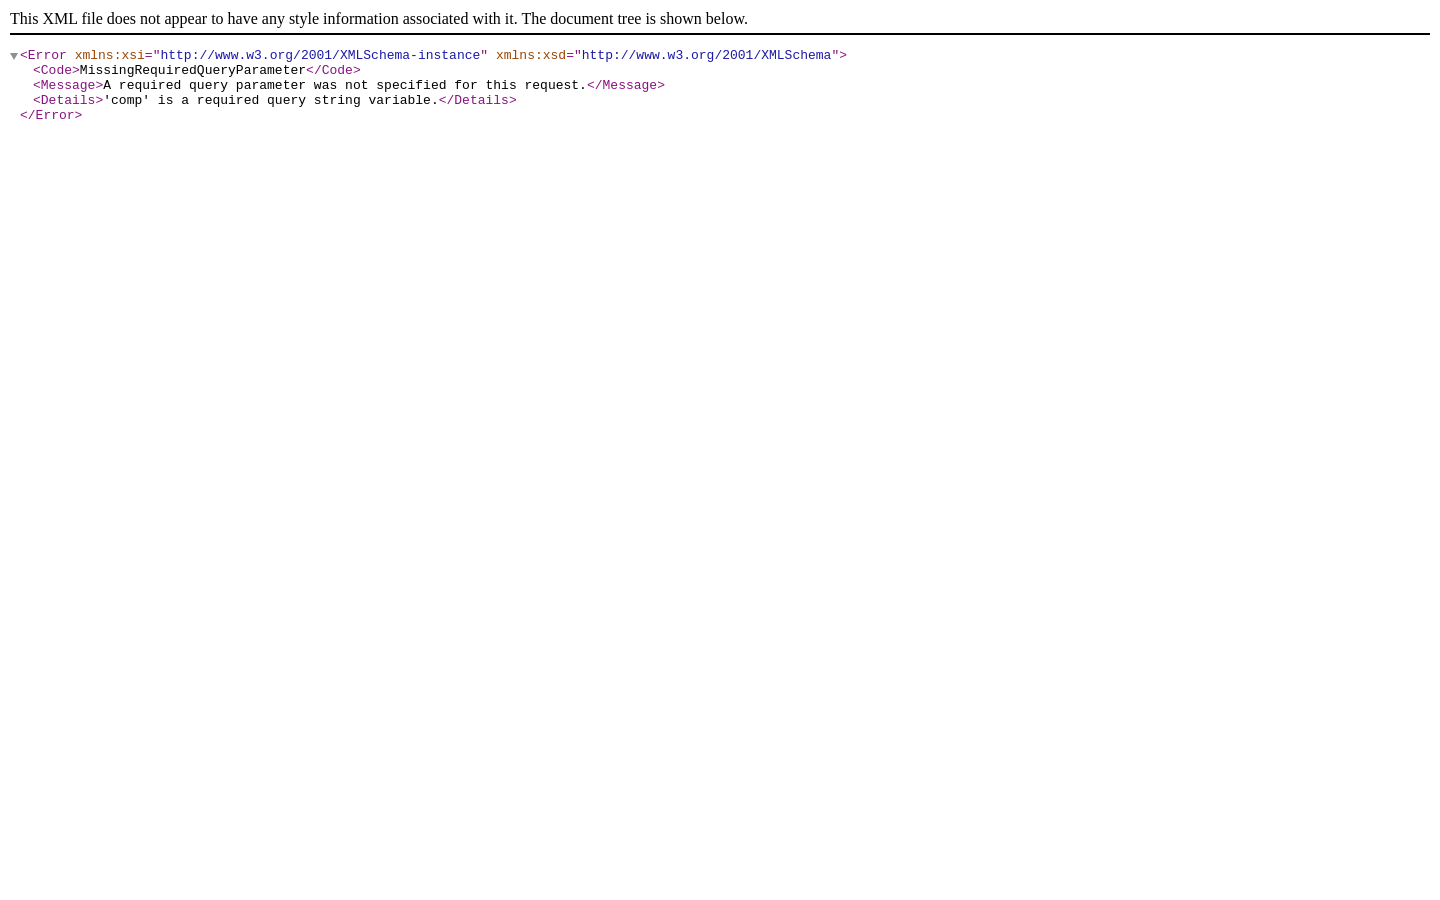 This XML file does not appear to have any style information associated with it. The document tree is shown below.
▼<Error xmlns:xsi="http://www.w3.org/2001/XMLSchema-instance" xmlns:xsd="http://www.w3.org/2001/XMLSchema">
<Code>MissingRequiredQueryParameter</Code>
<Message>A required query parameter was not specified for this request.</Message>
<Details>'comp' is a required query string variable.</Details>
</Error>